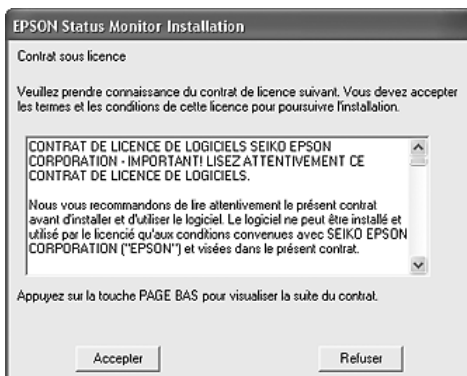 EPSON Status Monitor Installation
Contrat sous licence
Veuillez prendre connaissance du contrat de licence suivant. Vous devez accepter
les termes et les conditions de cette licence pour poursuivre l'installation.
CONTRAT DE LICENCE DE LOGICIELS SEIKO EPSON
CORPORATION - IMPORTANT! LISEZ ATTENTIVEMENT CE
CONTRAT DE LICENCE DE LOGICIELS.
Nous vous recommandons de lire attentivement le présent contrat
avant d'installer et d'utiliser le logiciel. Le logiciel ne peut être installé et
utilisé par le licencié qu'aux conditions convenues avec SEIKO EPSON
CORPORATION ("EPSON") et visées dans le présent contrat.
Appuyez sur la touche PAGE BAS pour visualiser la suite du contrat.
Accepter
Refuser